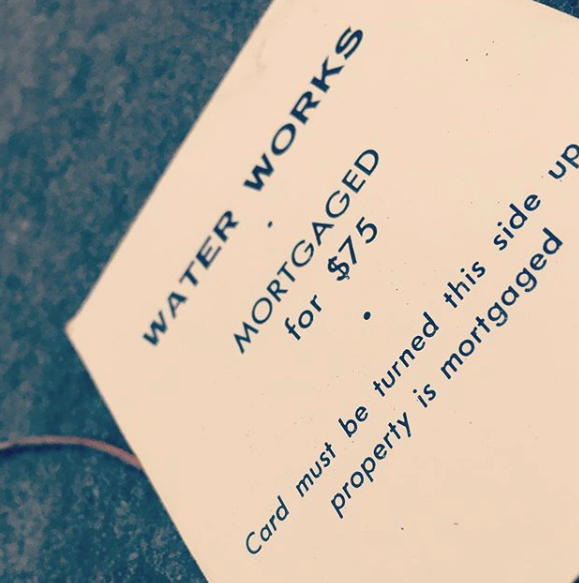 WATER WORKS
MORTGAGED
for $75
Card must be turned this side up
property is mortgaged